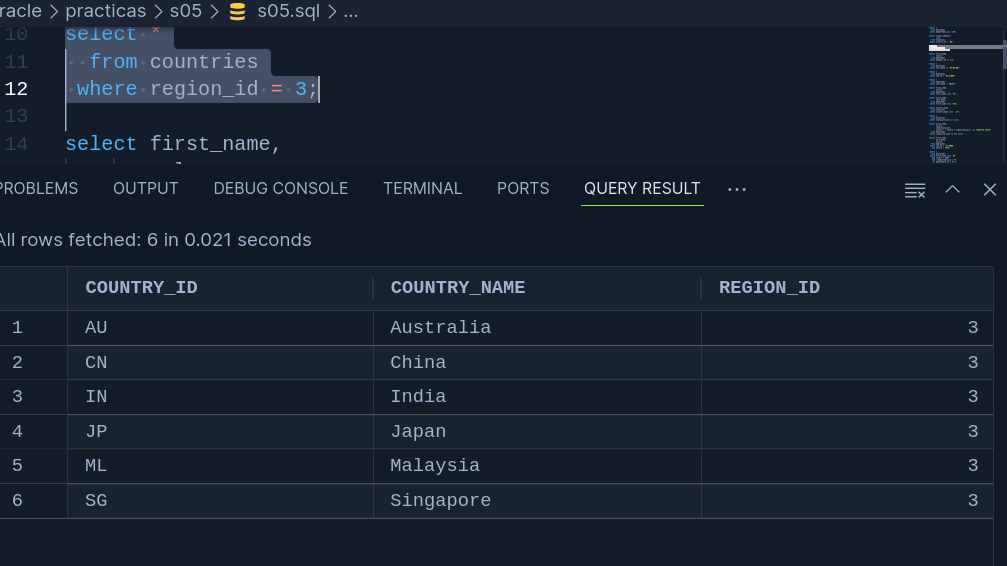 racle > practicas > s05 > s05.sql > ...
10 select *
11 from countries
12 where region_id = 3;
13
14 select first_name,
PROBLEMS OUTPUT DEBUG CONSOLE TERMINAL PORTS QUERY RESULT ...
All rows fetched: 6 in 0.021 seconds
COUNTRY_ID COUNTRY_NAME REGION_ID
1 AU Australia 3
2 CN China 3
3 IN India 3
4 JP Japan 3
5 ML Malaysia 3
6 SG Singapore 3